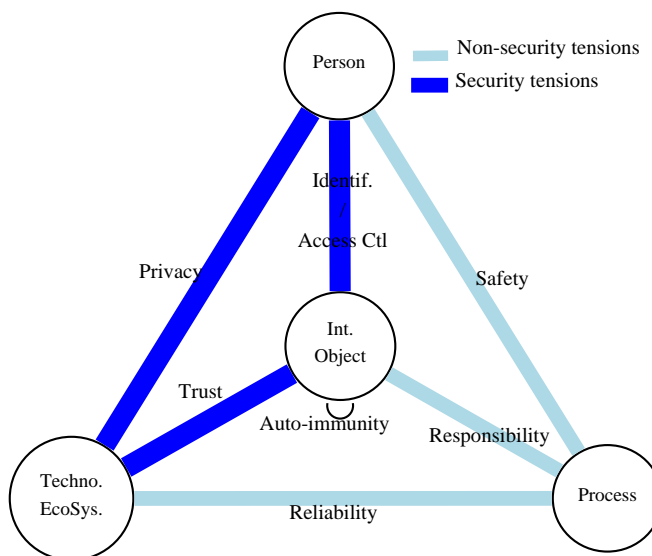 Person
Non-security tensions
Security tensions
Identif.
/
Access Ctl
Privacy
Safety
Int.
Object
Trust
Auto-immunity
Responsibility
Techno.
EcoSys.
Process
Reliability